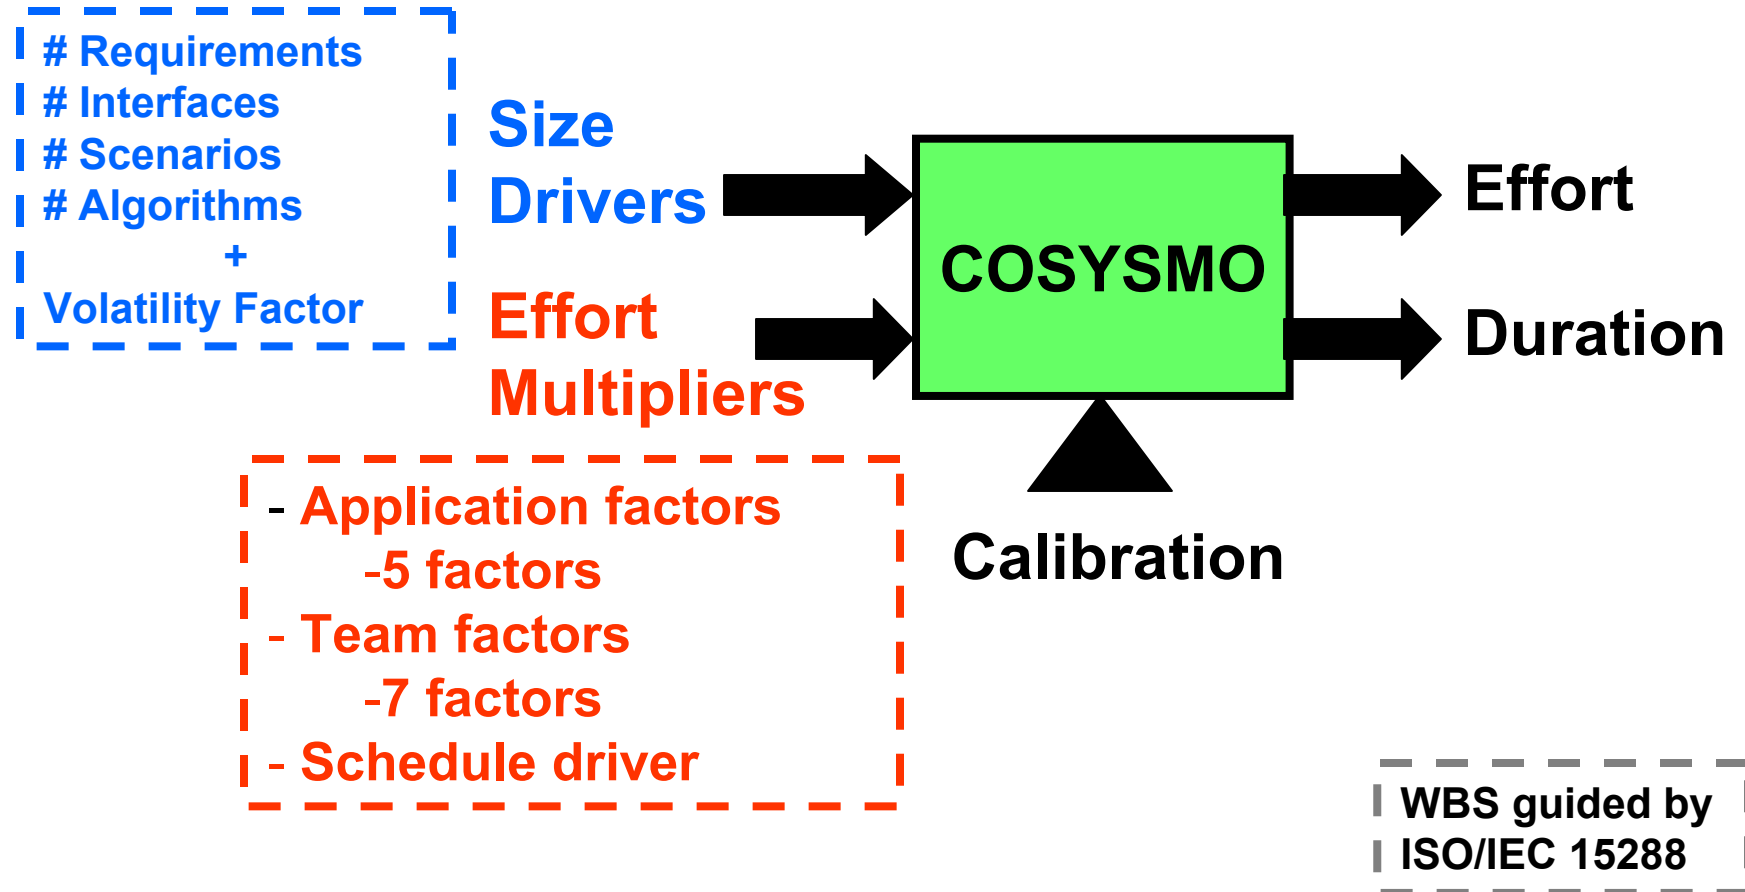 # Requirements
# Interfaces
# Scenarios
# Algorithms
+
Volatility Factor
Size
Drivers
Effort
Multipliers
COSYSMO
Effort
Duration
- Application factors
-5 factors
- Team factors
-7 factors
- Schedule driver
Calibration
WBS guided by
ISO/IEC 15288